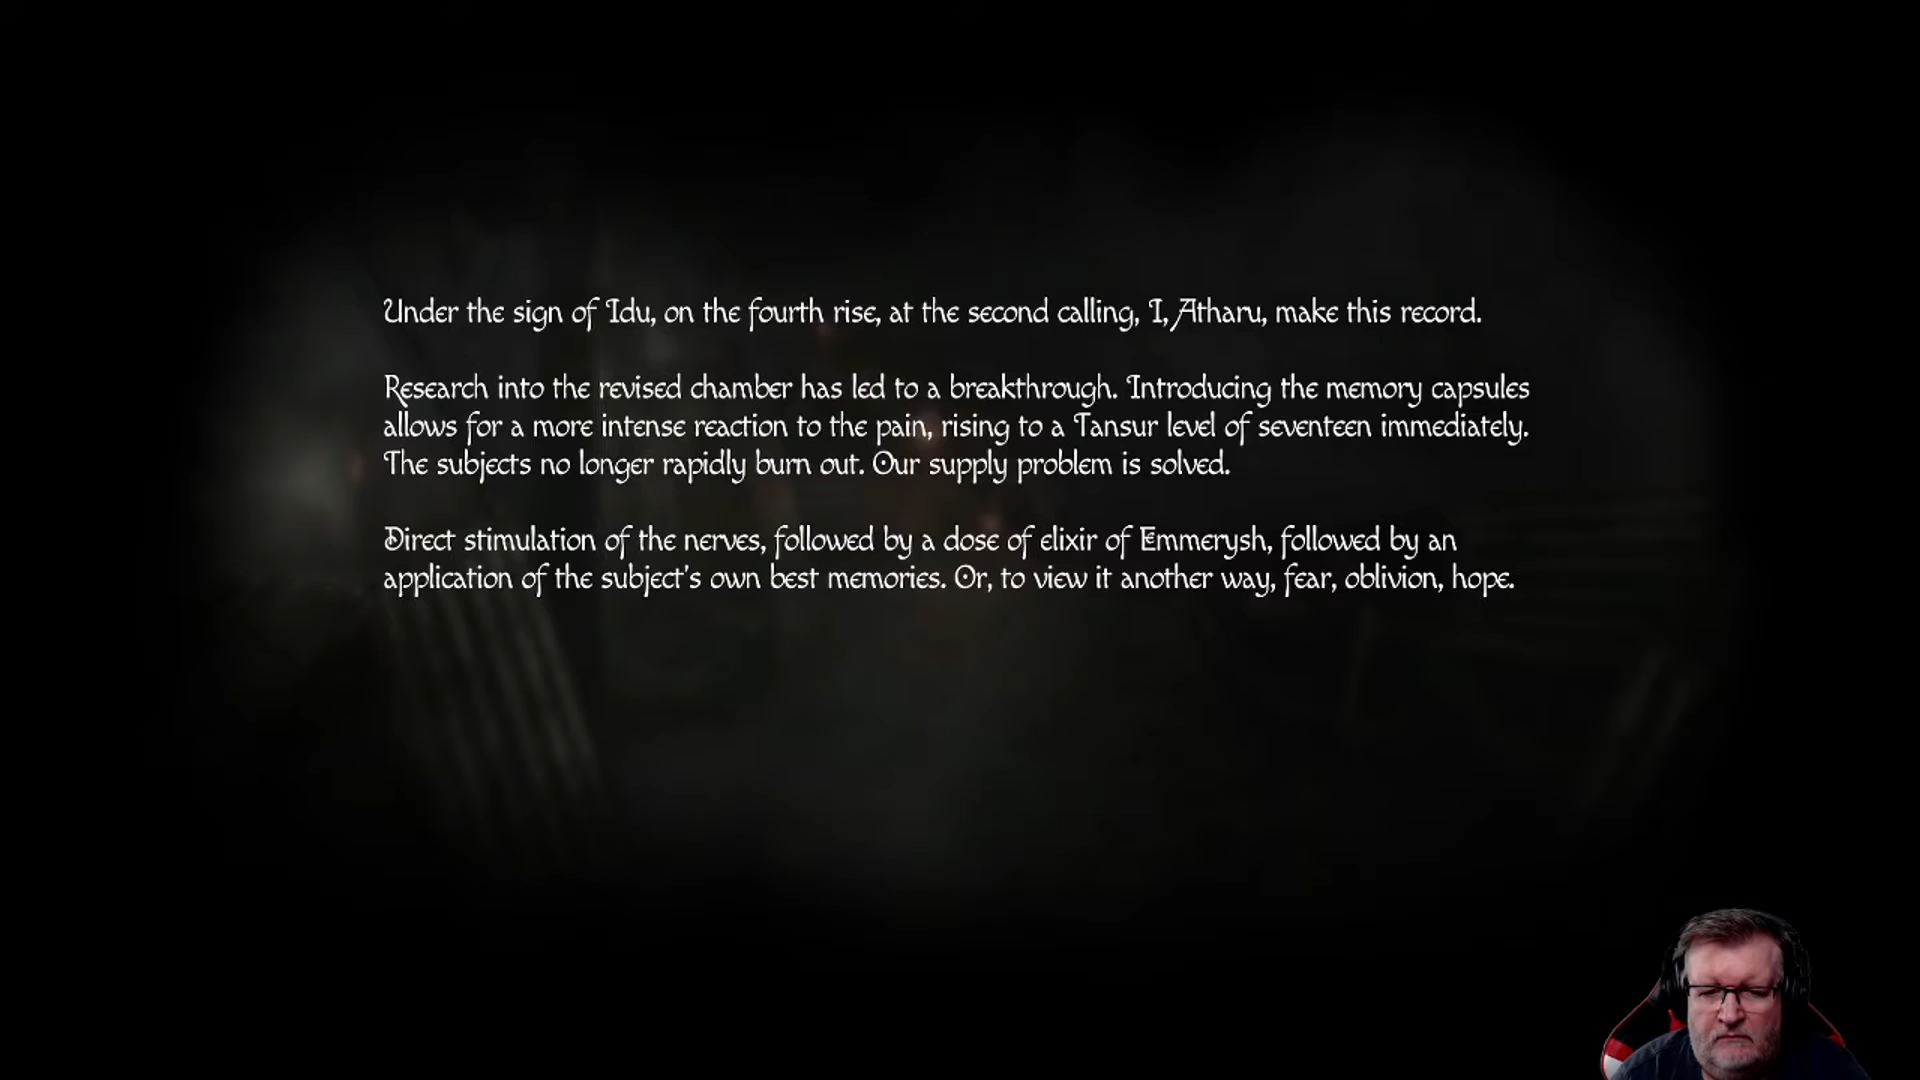 Under the sign of Idu, on the fourth rise, at the second calling, I, Atharu, make this record.
Research into the revised chamber has led to a breakthrough. Introducing the memory capsules
allows for a more intense reaction to the pain, rising to a Tansur level of seventeen immediately.
The subjects no longer rapidly burn out. Our supply problem is solved.
Direct stimulation of the nerves, followed by a dose of elixir of Emmerysh, followed by an
application of the subject's own best memories. Or, to view it another way, fear, oblivion, hope.